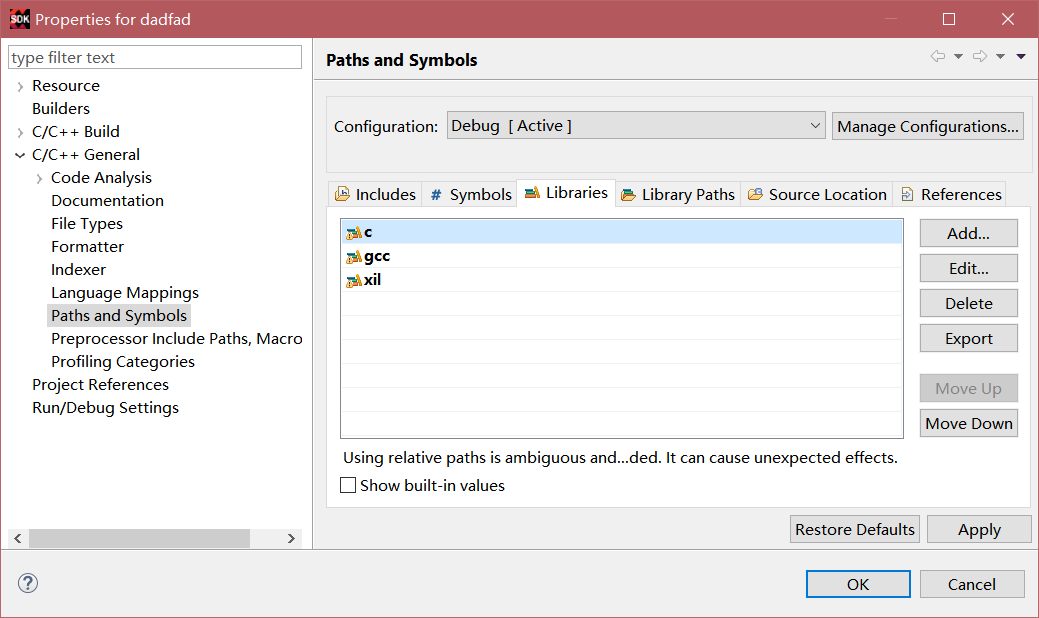 SDK Properties for dadfad
type filter text
Resource
Builders
C/C++ Build
C/C++ General
Code Analysis
Documentation
File Types
Formatter
Indexer
Language Mappings
Paths and Symbols
Preprocessor Include Paths, Macro
Profiling Categories
Project References
Run/Debug Settings
Paths and Symbols
Configuration: Debug [ Active ] Manage Configurations...
Includes # Symbols Libraries Library Paths Source Location References
c
gcc
xil
Add...
Edit...
Delete
Export
Move Up
Move Down
Using relative paths is ambiguous and...ded. It can cause unexpected effects.
Show built-in values
Restore Defaults Apply
? OK Cancel